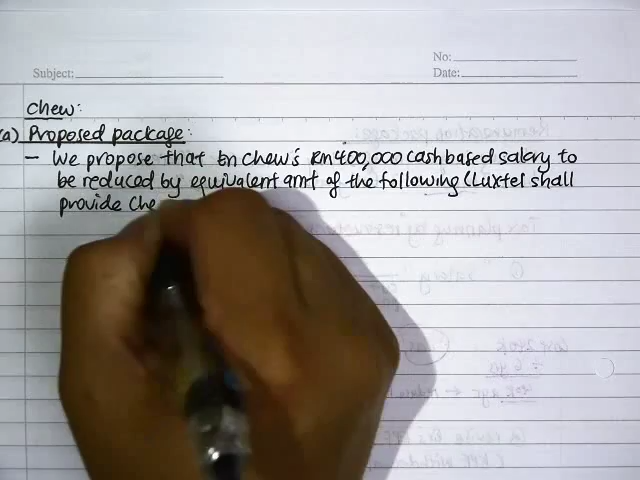 No:
Subject:
Date:
Chew:
(a) Proposed package:
- We propose that En Chew's RM400,000 cash based salary to
be reduced by equivalent amt of the following (Luxtel shall
provide Che